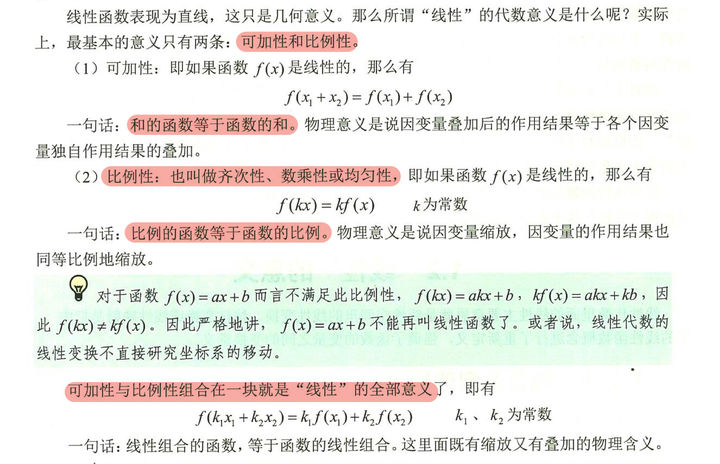 线性函数表现为直线，这只是几何意义。那么所谓“线性”的代数意义是什么呢？实际
上，最基本的意义只有两条：可加性和比例性。
（1）可加性：即如果函数 f(x)是线性的，那么有
f(x₁ + x₂) = f(x₁) + f(x₂)
一句话：和的函数等于函数的和。物理意义是说因变量叠加后的作用结果等于各个因变
量独自作用结果的叠加。
（2）比例性：也叫做齐次性、数乘性或均匀性，即如果函数 f(x) 是线性的，那么有
f(kx) = kf(x) k为常数
一句话：比例的函数等于函数的比例。物理意义是说因变量缩放，因变量的作用结果也
同等比例地缩放。
对于函数 f(x) = ax + b 而言不满足此比例性， f(kx) = akx + b ， kf(x) = akx + kb ，因
此 f(kx) ≠ kf(x) 。因此严格地讲， f(x) = ax + b 不能再叫线性函数了。或者说，线性代数的
线性变换不直接研究坐标系的移动。
可加性与比例性组合在一块就是“线性”的全部意义了，即有
f(k₁x₁ + k₂x₂) = k₁f(x₁) + k₂f(x₂) k₁ 、 k₂ 为常数
一句话：线性组合的函数，等于函数的线性组合。这里面既有缩放又有叠加的物理含义。